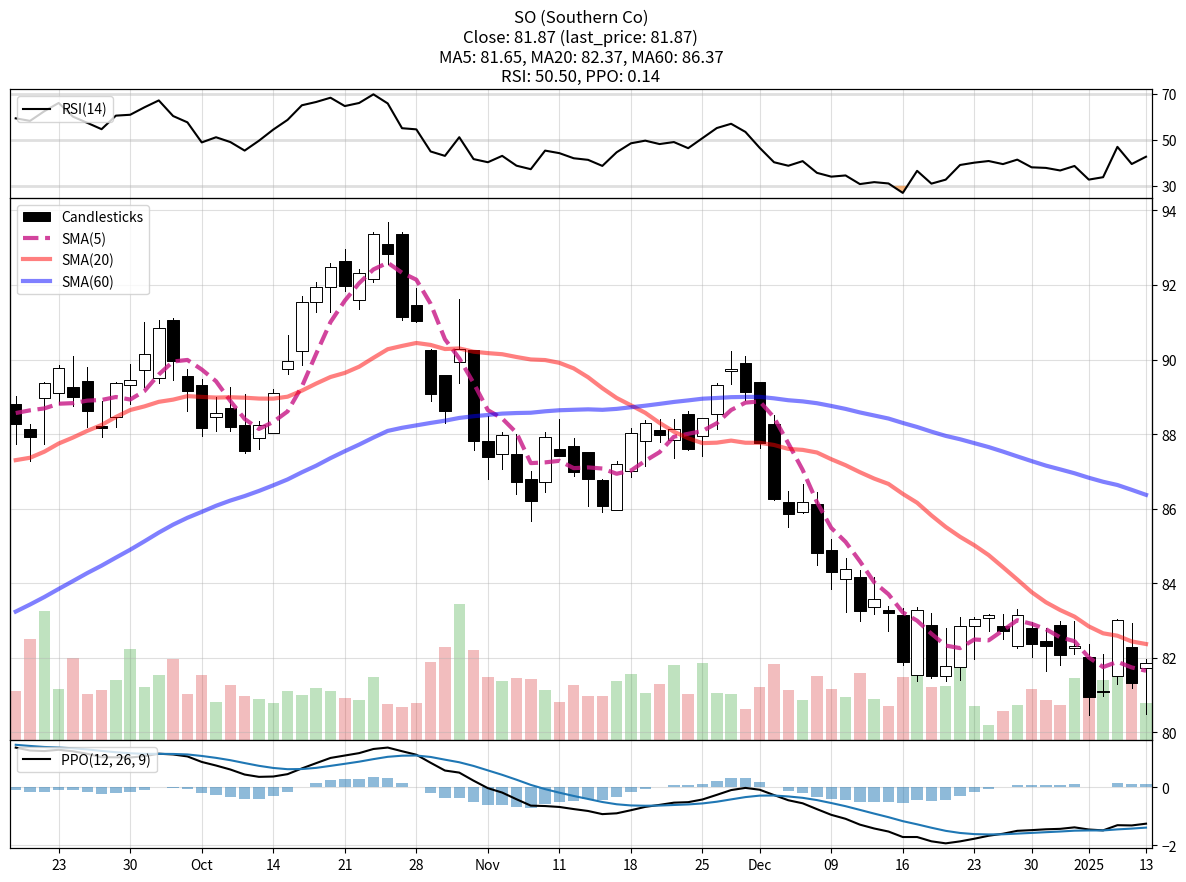 SO (Southern Co)
Close: 81.87 (last_price: 81.87)
MA5: 81.65, MA20: 82.37, MA60: 86.37
RSI: 50.50, PPO: 0.14
RSI(14)
70
50
30
Candlesticks
SMA(5)
SMA(20)
SMA(60)
94
92
90
88
86
84
82
80
PPO(12, 26, 9)
0
−2
23 30 Oct 14 21 28 Nov 11 18 25 Dec 09 16 23 30 2025 13